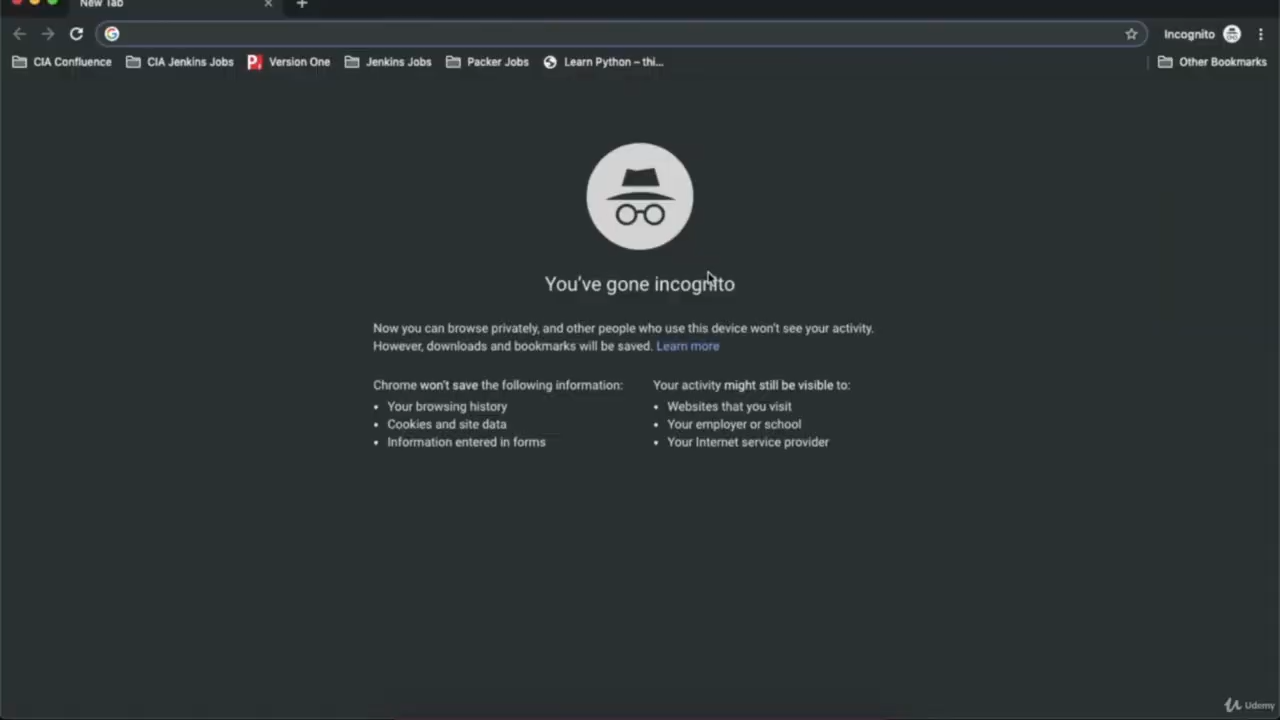 New Tab
Incognito
CIA Confluence CIA Jenkins Jobs Version One Jenkins Jobs Packer Jobs Learn Python – thi... Other Bookmarks
You've gone incognito
Now you can browse privately, and other people who use this device won't see your activity.
However, downloads and bookmarks will be saved. Learn more
Chrome won't save the following information:
Your browsing history
Cookies and site data
Information entered in forms
Your activity might still be visible to:
Websites that you visit
Your employer or school
Your Internet service provider
Udemy